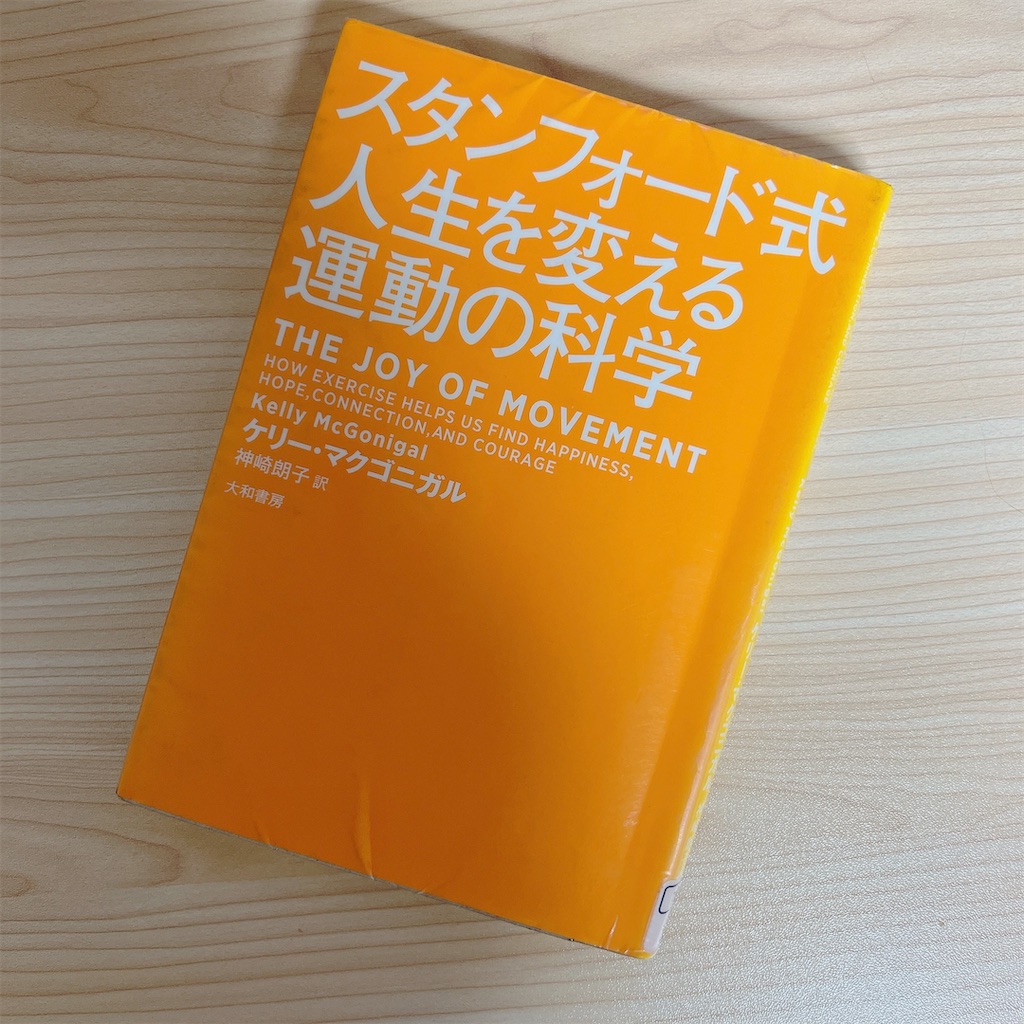 スタンフォード式
人生を変える
運動の科学
THE JOY OF MOVEMENT
HOW EXERCISE HELPS US FIND HAPPINESS,
HOPE,CONNECTION,AND COURAGE
Kelly McGonigal
ケリー・マクゴニガル
神崎朗子 訳
大和書房